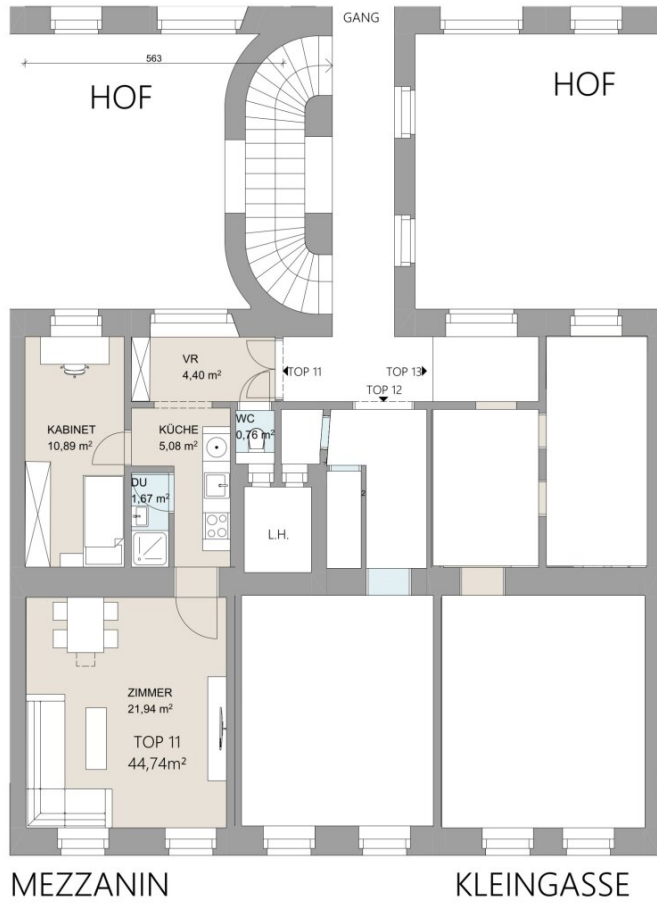 GANG
563
HOF
HOF
VR
4,40 m²
TOP 11
TOP 13
TOP 12
KABINET
10,89 m²
KÜCHE
5,08 m²
WC
0,76 m²
DU
1,67 m²
2
L.H.
ZIMMER
21,94 m²
TOP 11
44,74m²
MEZZANIN
KLEINGASSE